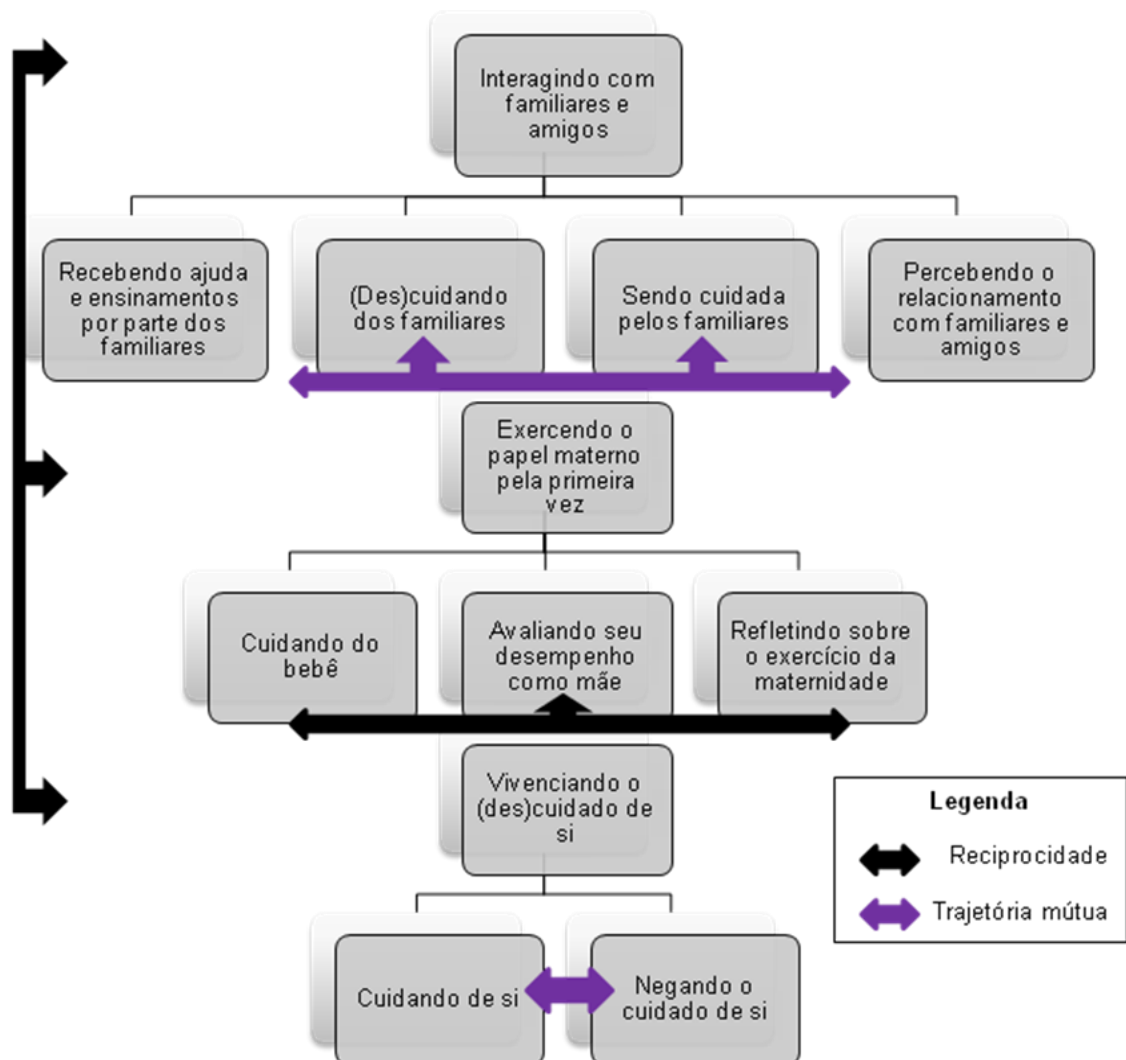 Interagindo com
familiares e
amigos
Recebendo ajuda
e ensinamentos
por parte dos
familiares
(Des)cuidando
dos familiares
Sendo cuidada
pelos familiares
Percebendo o
relacionamento
com familiares e
amigos
Exercendo o
papel materno
pela primeira
vez
Cuidando do
bebê
Avaliando seu
desempenho
como mãe
Refletindo sobre
o exercício da
maternidade
Vivenciando o
(des)cuidado de
si
Legenda
Reciprocidade
Trajetória mútua
Cuidando de si
Negando o
cuidado de si